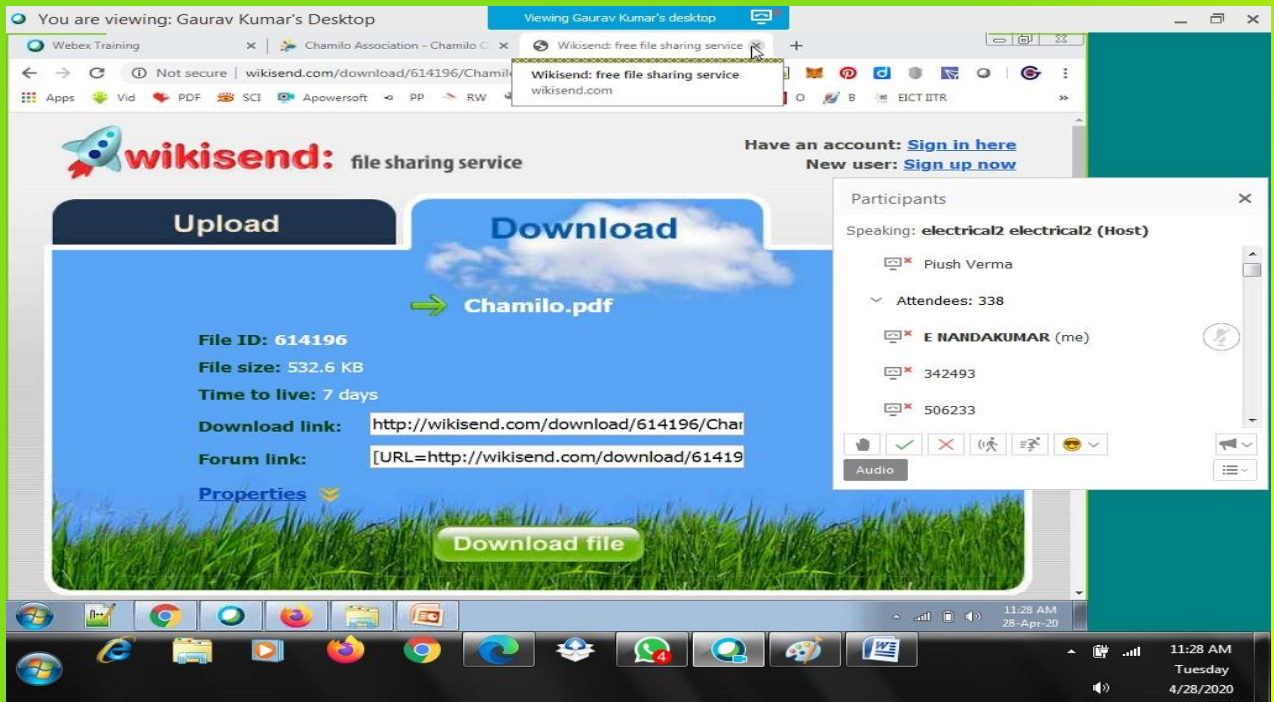 You are viewing: Gaurav Kumar's Desktop
Viewing Gaurav Kumar's desktop
Webex Training
Chamilo Association - Chamilo
Wikisend: free file sharing service
Not secure | wikisend.com/download/614196/Chamil
Wikisend: free file sharing service
wikisend.com
Apps Vid PDF SCI Apowersoft PP RW O B EICT IITR
wikisend: file sharing service
Have an account: Sign in here
New user: Sign up now
Upload
Download
Chamilo.pdf
File ID: 614196
File size: 532.6 KB
Time to live: 7 days
Download link: http://wikisend.com/download/614196/Char
Forum link: [URL=http://wikisend.com/download/61419
Properties
Download file
Participants
Speaking: electrical2 electrical2 (Host)
Piush Verma
Attendees: 338
E NANDAKUMAR (me)
342493
506233
Audio
11:28 AM
28-Apr-20
4
11:28 AM
Tuesday
4/28/2020